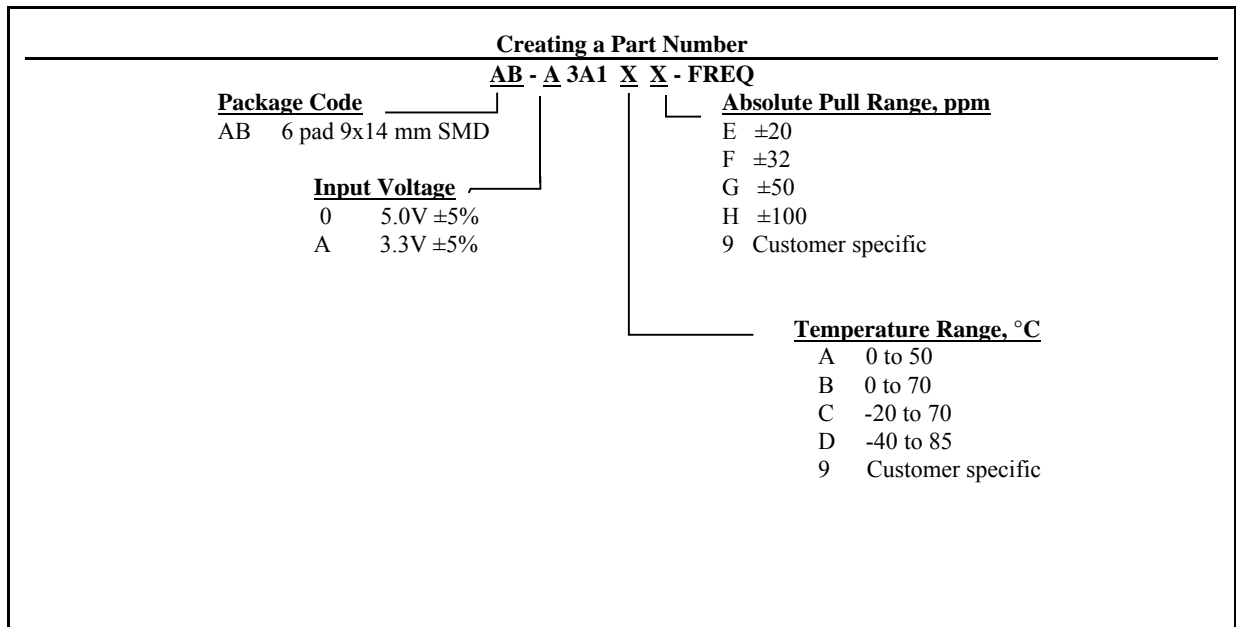 Creating a Part Number
AB - A 3A1 X X - FREQ
Package Code
AB 6 pad 9x14 mm SMD
Input Voltage
0 5.0V ±5%
A 3.3V ±5%
Absolute Pull Range, ppm
E ±20
F ±32
G ±50
H ±100
9 Customer specific
Temperature Range, °C
A 0 to 50
B 0 to 70
C -20 to 70
D -40 to 85
9 Customer specific